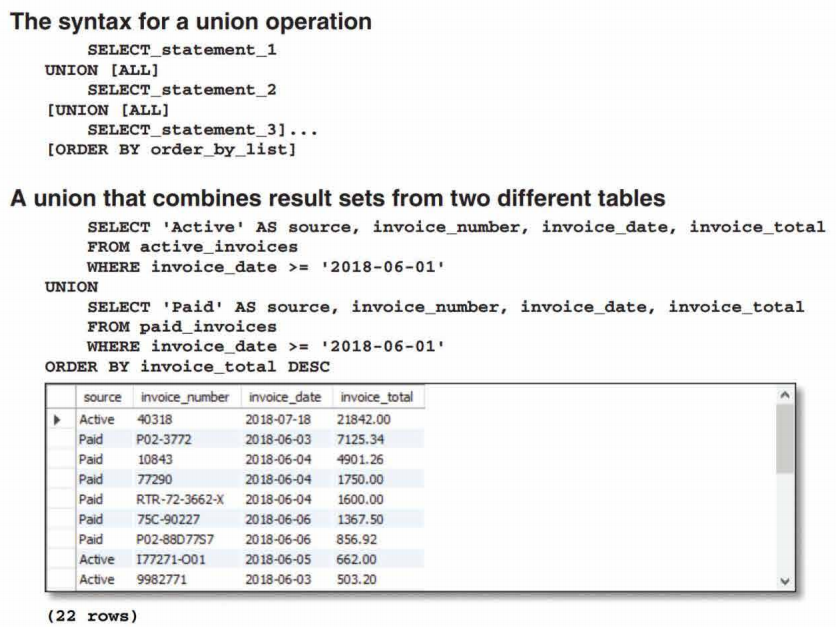 The syntax for a union operation
SELECT_statement_1
UNION [ALL]
SELECT_statement_2
[UNION [ALL]
SELECT_statement_3]...
[ORDER BY order_by_list]
A union that combines result sets from two different tables
SELECT 'Active' AS source, invoice_number, invoice_date, invoice_total
FROM active_invoices
WHERE invoice_date >= '2018-06-01'
UNION
SELECT 'Paid' AS source, invoice_number, invoice_date, invoice_total
FROM paid_invoices
WHERE invoice_date >= '2018-06-01'
ORDER BY invoice_total DESC
source invoice_number invoice_date invoice_total
Active 40318 2018-07-18 21842.00
Paid P02-3772 2018-06-03 7125.34
Paid 10843 2018-06-04 4901.26
Paid 77290 2018-06-04 1750.00
Paid RTR-72-3662-X 2018-06-04 1600.00
Paid 75C-90227 2018-06-06 1367.50
Paid P02-88D77S7 2018-06-06 856.92
Active I77271-O01 2018-06-05 662.00
Active 9982771 2018-06-03 503.20
(22 rows)